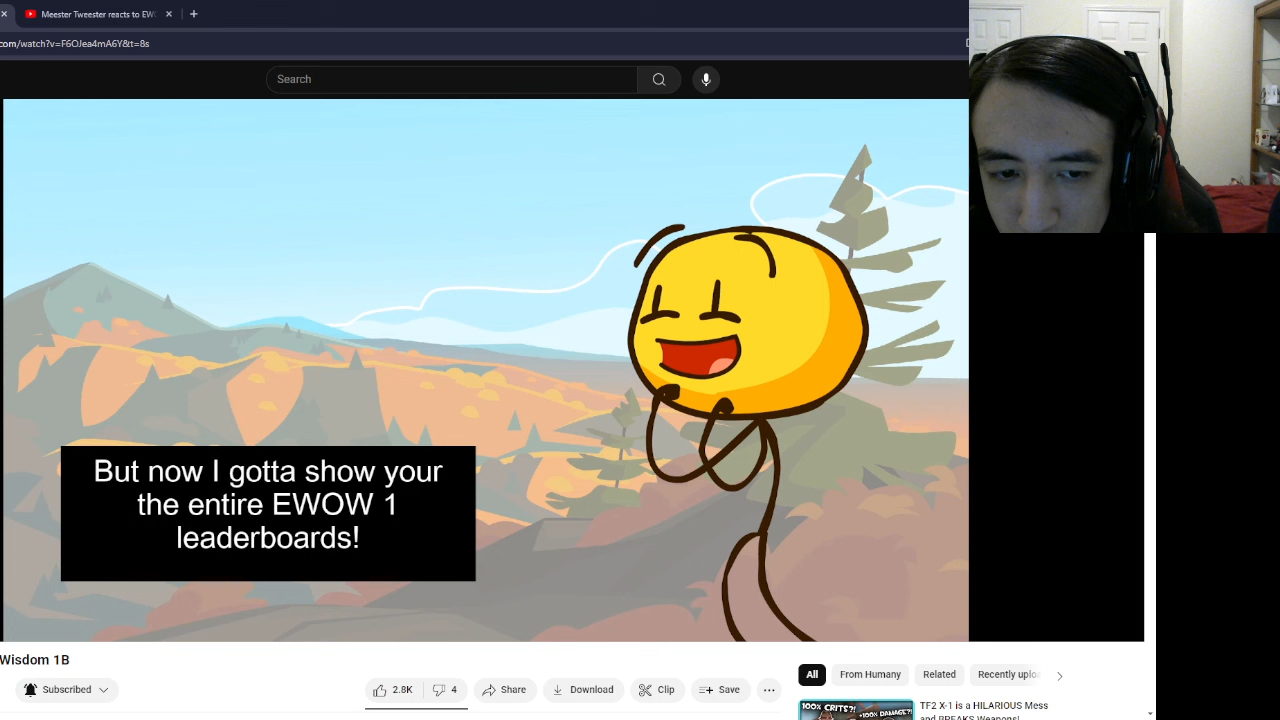 Meester Tweester reacts to EW
com/watch?v=F6OJea4mA6Y&t=8s
Search
But now I gotta show your
the entire EWOW 1
leaderboards!
Wisdom 1B
Subscribed
2.8K
4
Share
Download
Clip
Save
All
From Humany
Related
Recently uplo
100% CRITS?!
+100% DAMAGE?!
TF2 X-1 is a HILARIOUS Mess
and BREAKS Weapons!